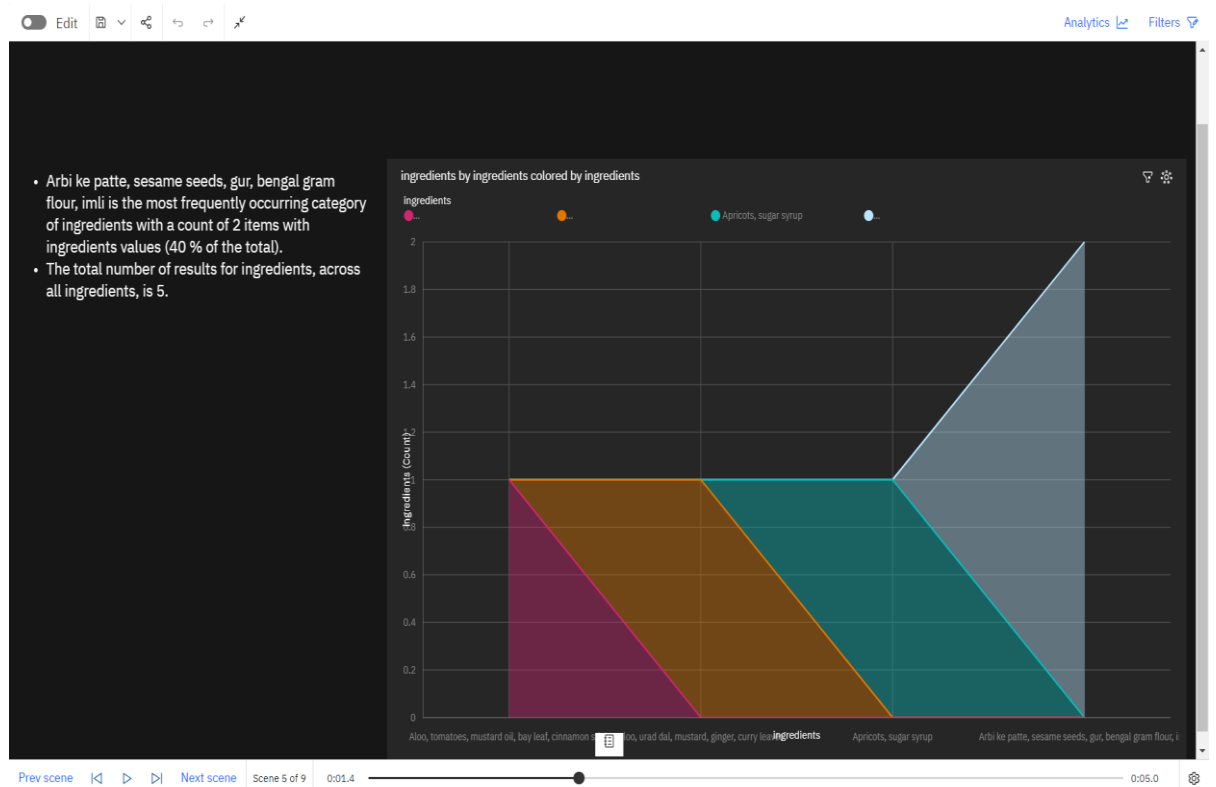 Edit
Analytics
Filters
• Arbi ke patte, sesame seeds, gur, bengal gram
flour, imli is the most frequently occurring category
of ingredients with a count of 2 items with
ingredients values (40 % of the total).
• The total number of results for ingredients, across
all ingredients, is 5.
ingredients by ingredients colored by ingredients
ingredients
...
...
Apricots, sugar syrup
...
2
1.8
1.6
1.4
1.2
1
0.8
0.6
0.4
0.2
0
Ingredients (Count)
Aloo, tomatoes, mustard oil, bay leaf, cinnamon
urad dal, mustard, ginger, curry
ingredients
Apricots, sugar syrup
Arbi ke patte, sesame seeds, gur, bengal gram flour, i
Prev scene
Next scene
Scene 5 of 9
0:01.4
0:05.0